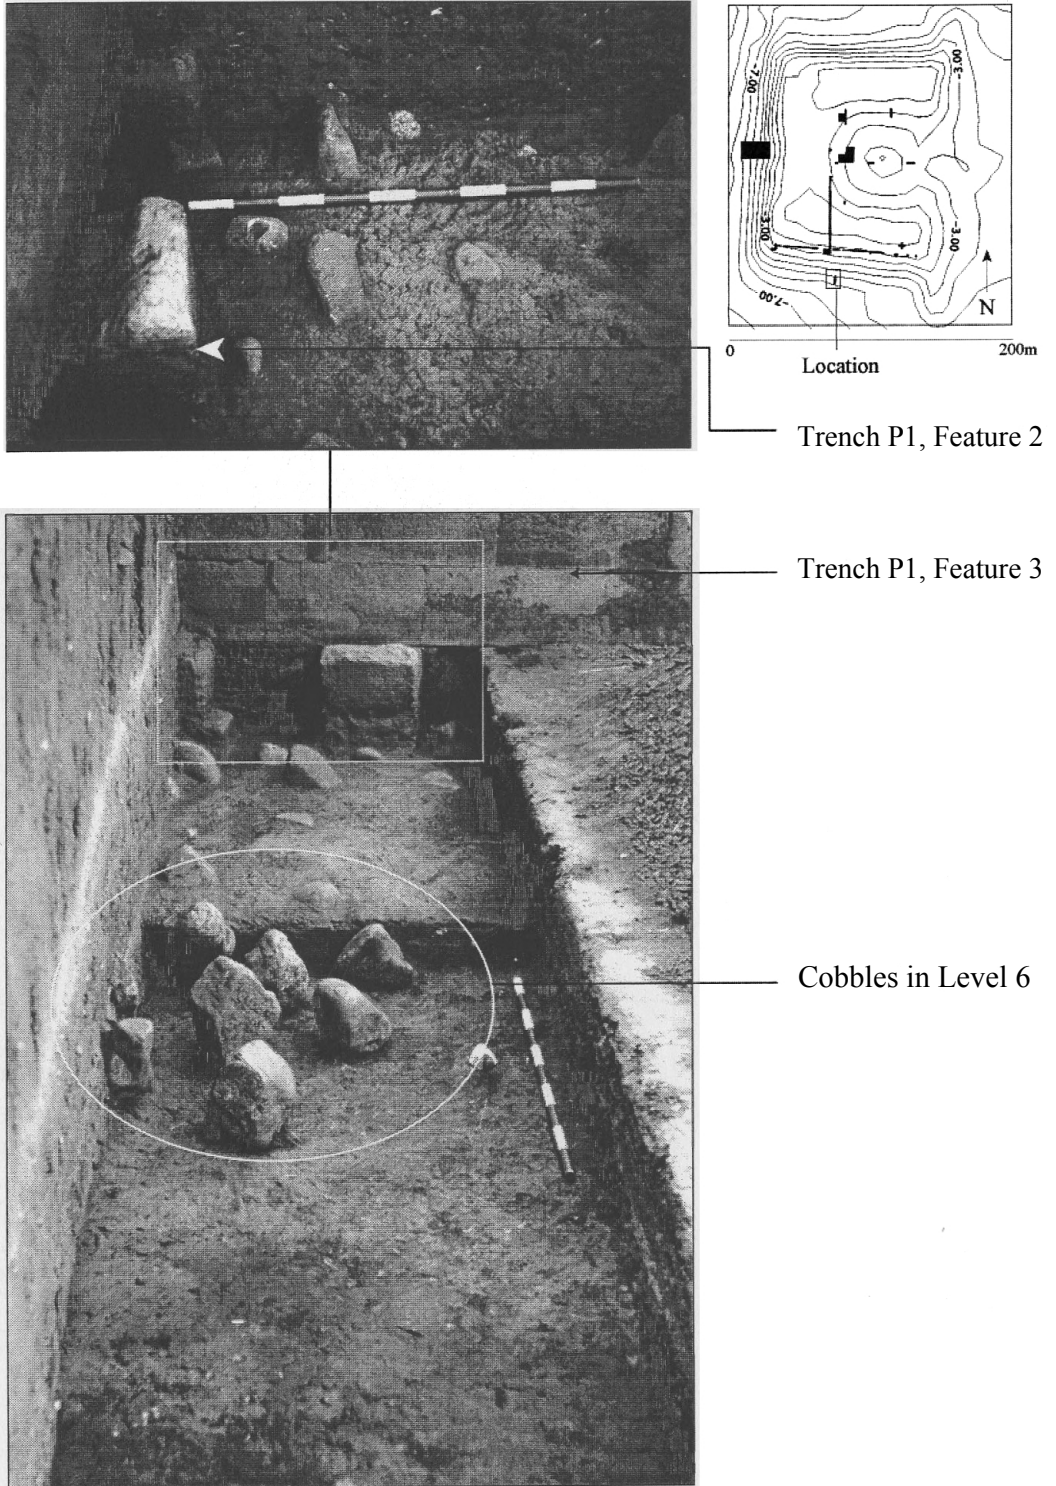 -7.00
-3.00
-3.00
-3.00
-7.00
N
0
200m
Location
Trench P1, Feature 2
Trench P1, Feature 3
Cobbles in Level 6